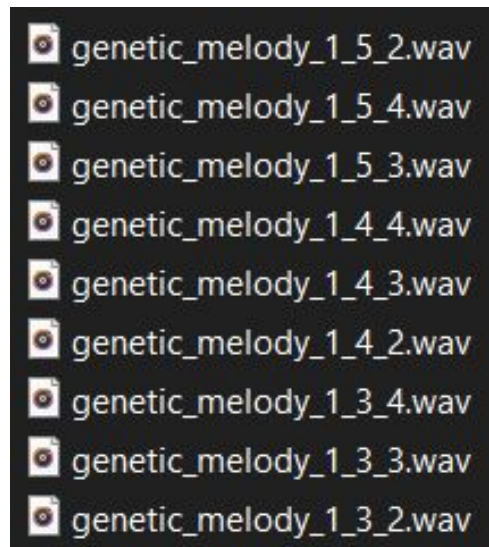 genetic_melody_1_5_2.wav
genetic_melody_1_5_4.wav
genetic_melody_1_5_3.wav
genetic_melody_1_4_4.wav
genetic_melody_1_4_3.wav
genetic_melody_1_4_2.wav
genetic_melody_1_3_4.wav
genetic_melody_1_3_3.wav
genetic_melody_1_3_2.wav